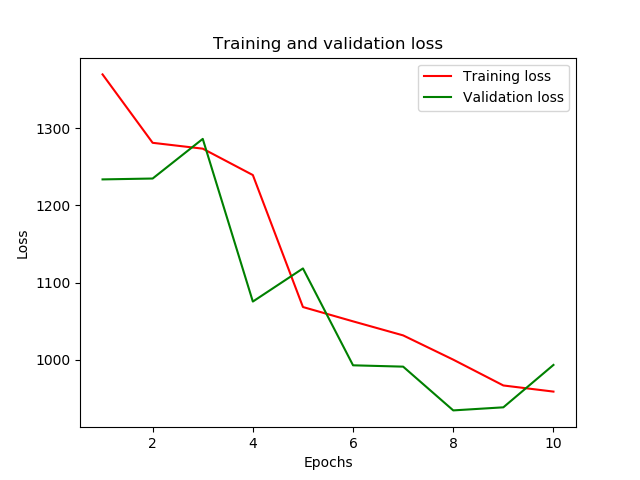 Training and validation loss
Training loss
Validation loss
1300
1200
1100
1000
Loss
2
4
6
8
10
Epochs